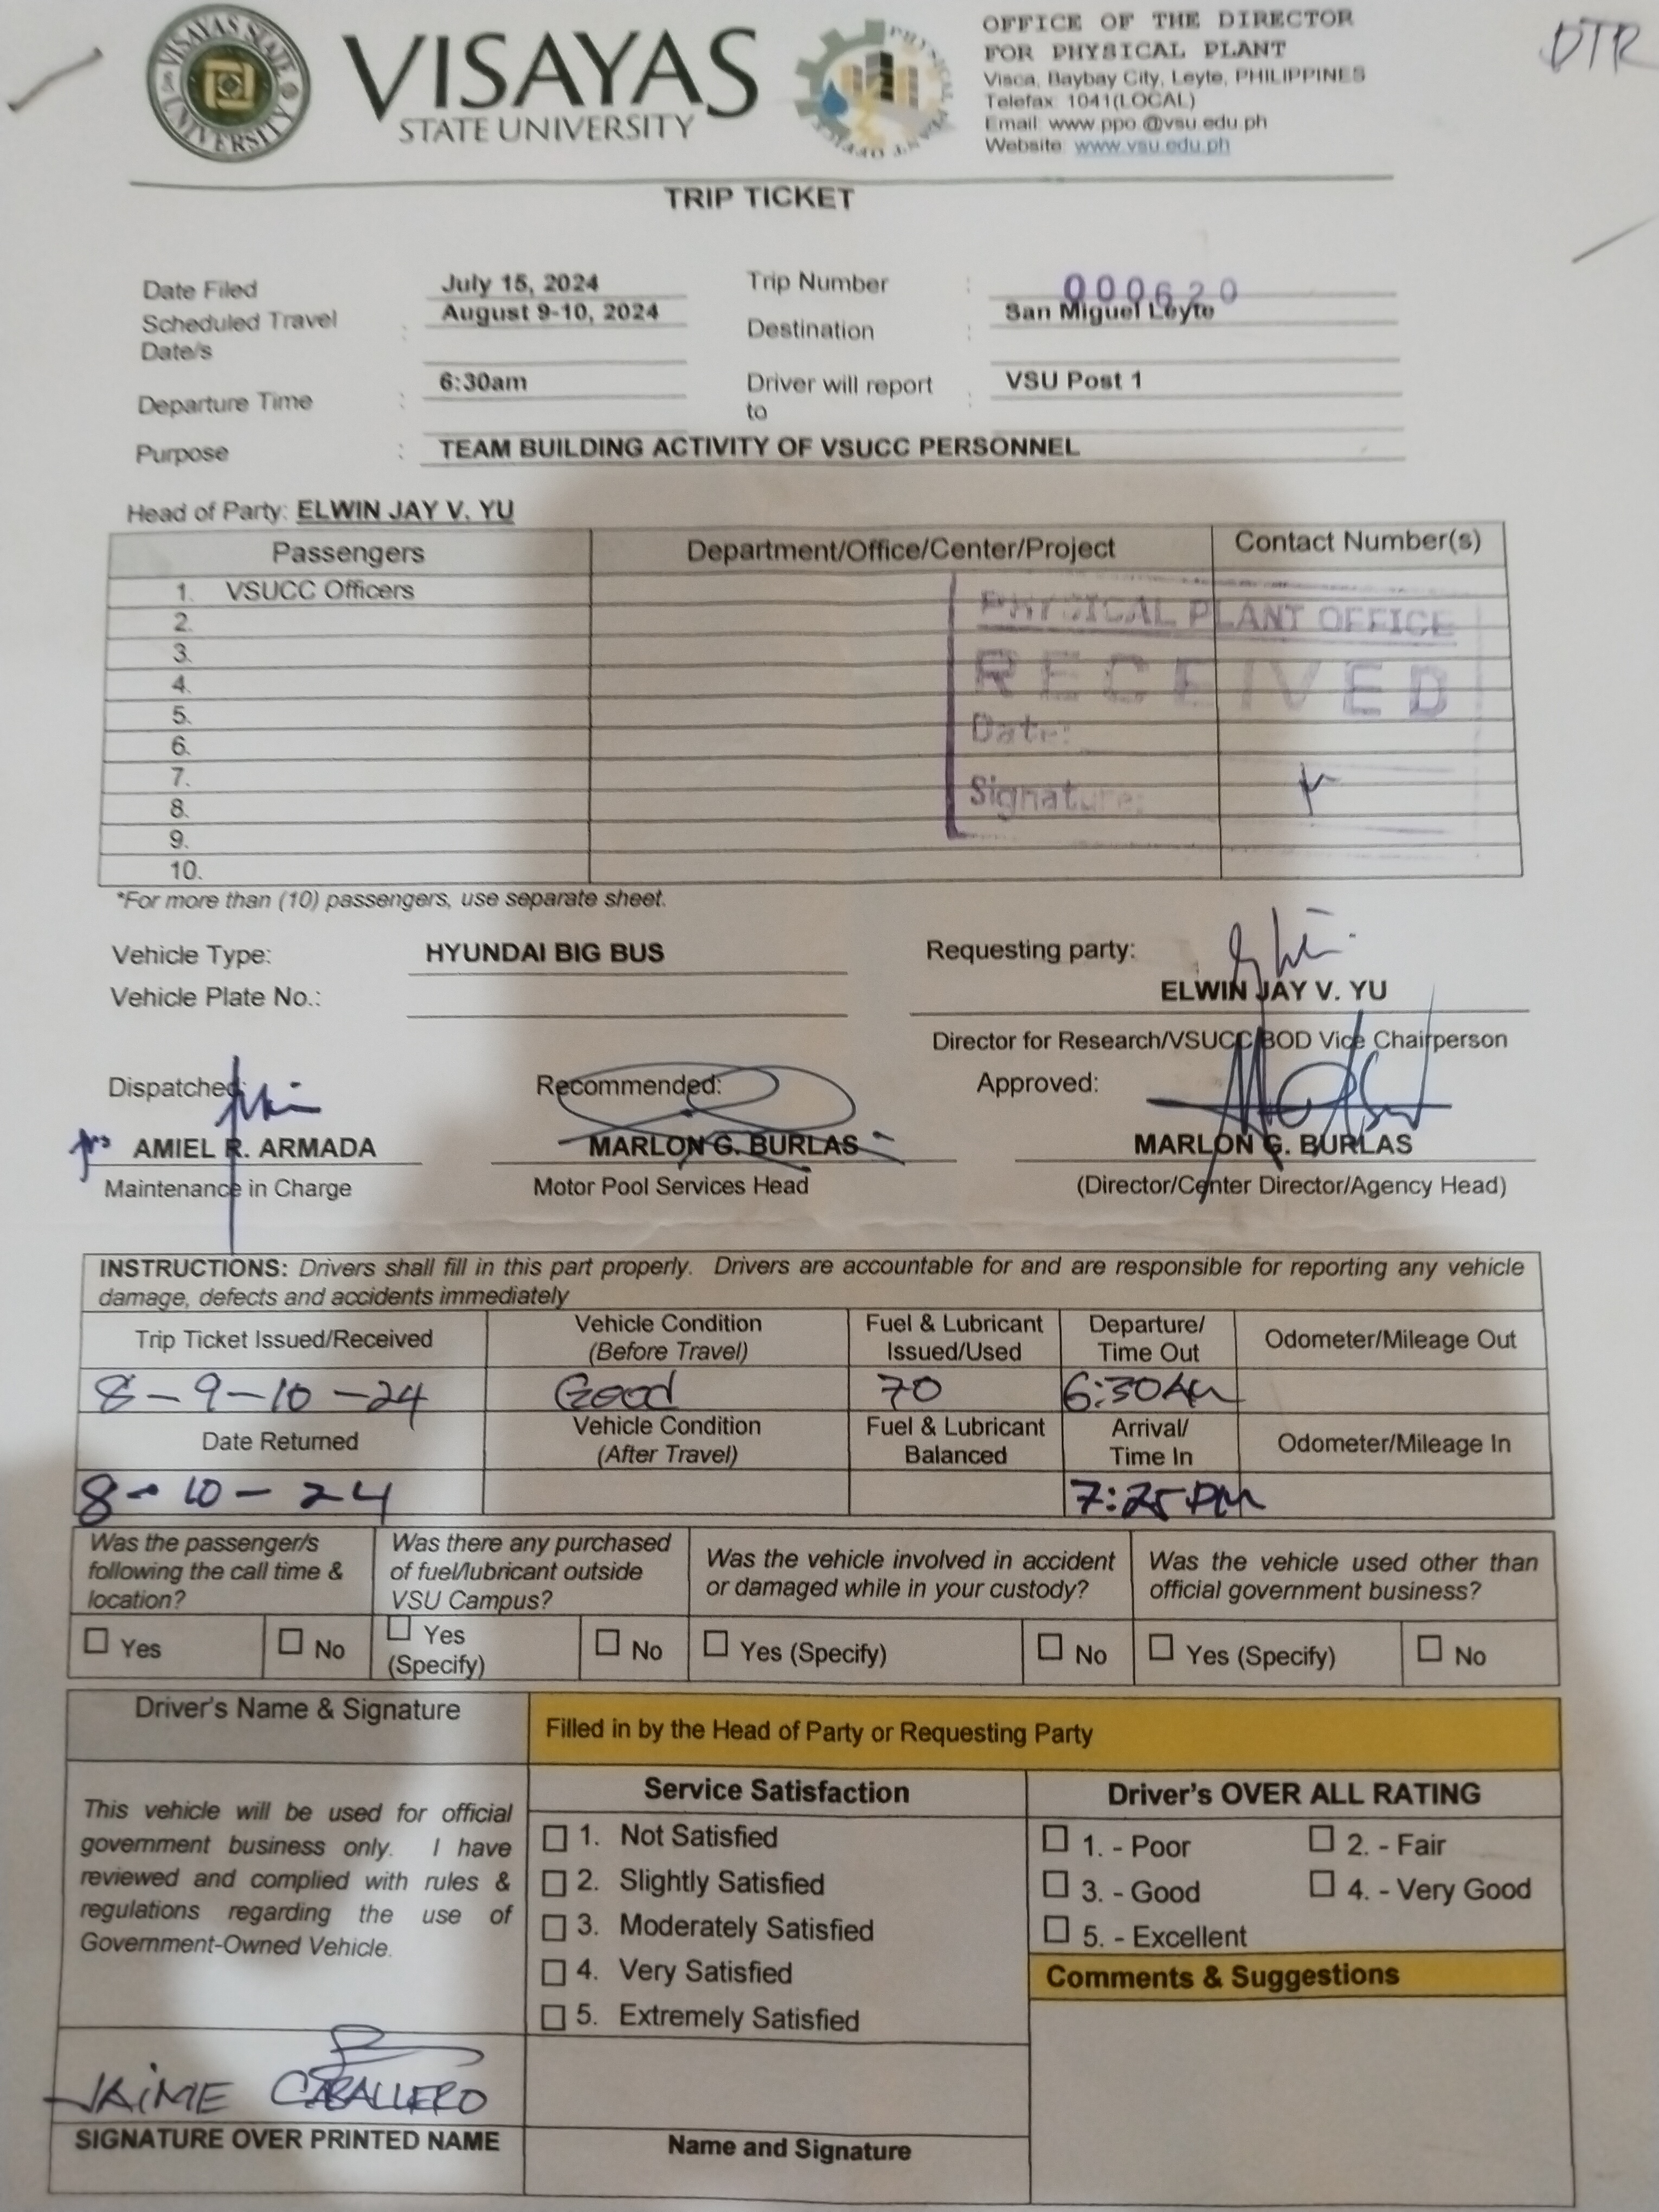 DTR
VISAYAS STATE UNIVERSITY
VISAYAS
STATE UNIVERSITY
PHYSICAL PLANT OFFICE
OFFICE OF THE DIRECTOR
FOR PHYSICAL PLANT
Visca, Baybay City, Leyte, PHILIPPINES
Telefax: 1041(LOCAL)
Email: www.ppo.@vsu.edu.ph
Website: www.vsu.edu.ph
TRIP TICKET
Date Filed July 15, 2024 Trip Number : 000620
Scheduled Travel Date/s : August 9-10, 2024 Destination : San Miguel Leyte
Departure Time : 6:30am Driver will report to : VSU Post 1
Purpose : TEAM BUILDING ACTIVITY OF VSUCC PERSONNEL
Head of Party: ELWIN JAY V. YU
Passengers Department/Office/Center/Project Contact Number(s)
1. VSUCC Officers
2.
3.
4.
5.
6.
7.
8.
9.
10.
PHYSICAL PLANT OFFICE
RECEIVED
Date:
Signature:
*For more than (10) passengers, use separate sheet.
Vehicle Type: HYUNDAI BIG BUS Requesting party:
Vehicle Plate No.: ELWIN JAY V. YU
Director for Research/VSUCC BOD Vice Chairperson
Dispatched: Recommended: Approved:
AMIEL R. ARMADA MARLON G. BURLAS MARLON G. BURLAS
Maintenance in Charge Motor Pool Services Head (Director/Center Director/Agency Head)
INSTRUCTIONS: Drivers shall fill in this part properly. Drivers are accountable for and are responsible for reporting any vehicle
damage, defects and accidents immediately
Trip Ticket Issued/Received Vehicle Condition (Before Travel) Fuel & Lubricant Issued/Used Departure/ Time Out Odometer/Mileage Out
8-9-10-24 Good 70 6:30AM
Date Returned Vehicle Condition (After Travel) Fuel & Lubricant Balanced Arrival/ Time In Odometer/Mileage In
8-10-24 7:25PM
Was the passenger/s following the call time & location? Was there any purchased of fuel/lubricant outside VSU Campus? Was the vehicle involved in accident or damaged while in your custody? Was the vehicle used other than official government business?
Yes No Yes (Specify) No Yes (Specify) No Yes (Specify) No
Driver's Name & Signature
Filled in by the Head of Party or Requesting Party
This vehicle will be used for official
government business only. I have
reviewed and complied with rules &
regulations regarding the use of
Government-Owned Vehicle.
Service Satisfaction
1. Not Satisfied
2. Slightly Satisfied
3. Moderately Satisfied
4. Very Satisfied
5. Extremely Satisfied
Driver's OVER ALL RATING
1. - Poor 2. - Fair
3. - Good 4. - Very Good
5. - Excellent
Comments & Suggestions
JAIME CABALLERO
SIGNATURE OVER PRINTED NAME
Name and Signature